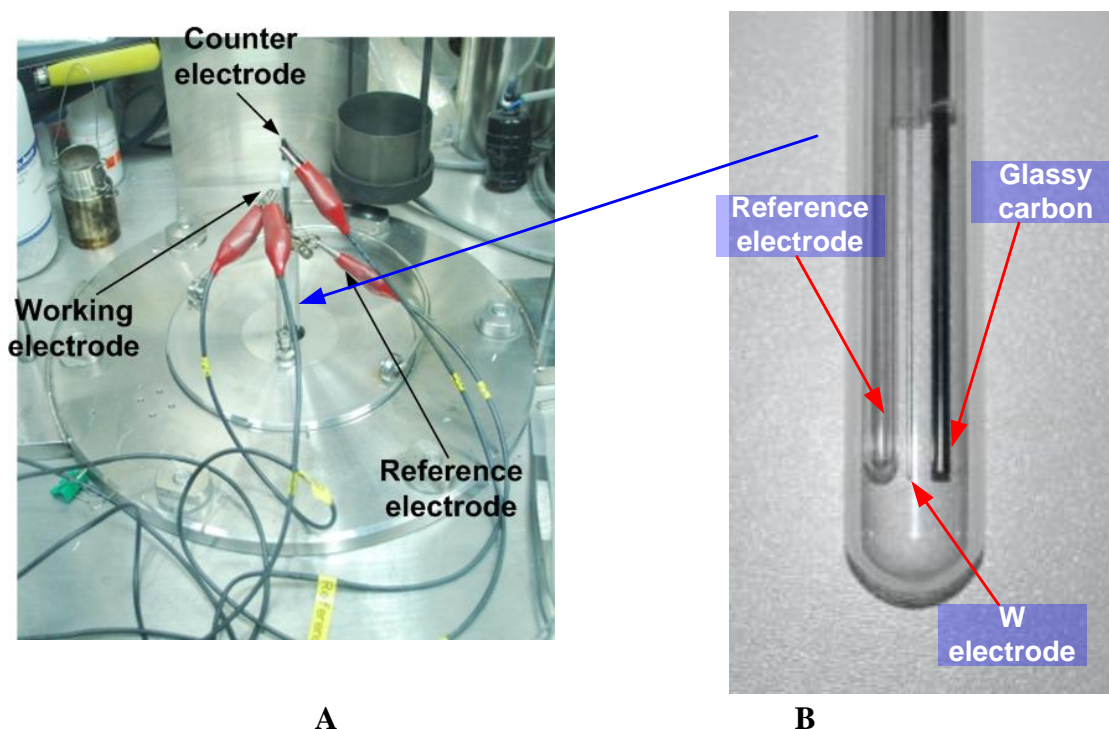 Counter
electrode
Working
electrode
Reference
electrode
Reference
electrode
Glassy
carbon
W
electrode
A
B